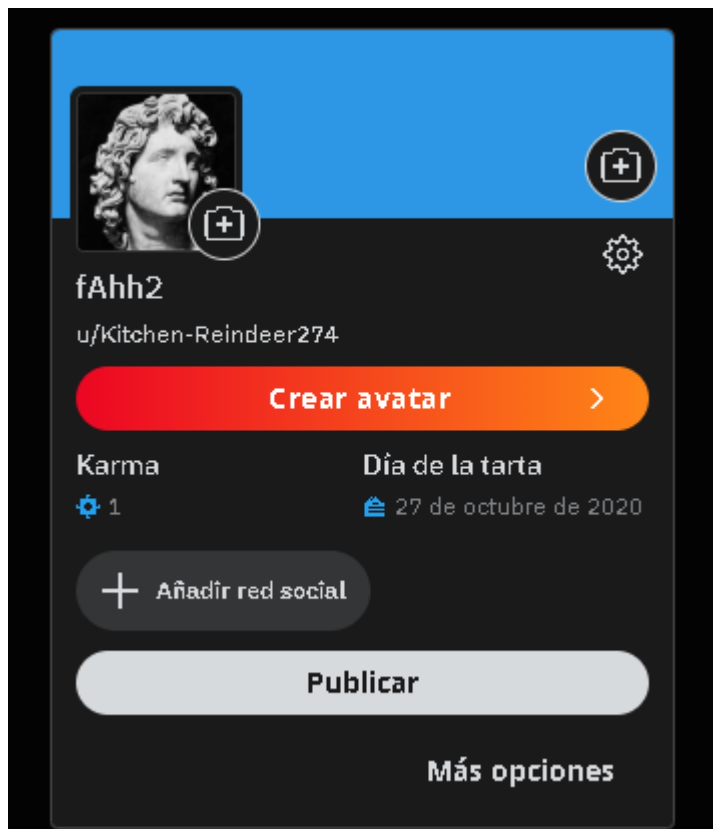 fAhh2
u/Kitchen-Reindeer274
Crear avatar
Karma
Día de la tarta
1
27 de octubre de 2020
Añadir red social
Publicar
Más opciones